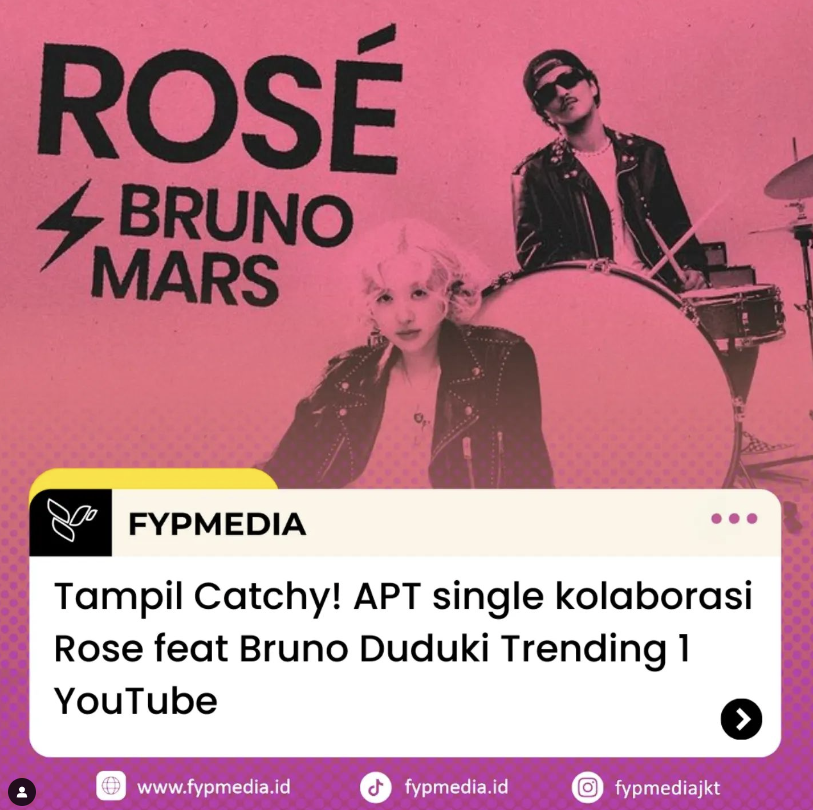 ROSÉ
BRUNO
MARS
FYPMEDIA
Tampil Catchy! APT single kolaborasi
Rose feat Bruno Duduki Trending 1
YouTube
www.fypmedia.id
fypmedia.id
fypmediajkt